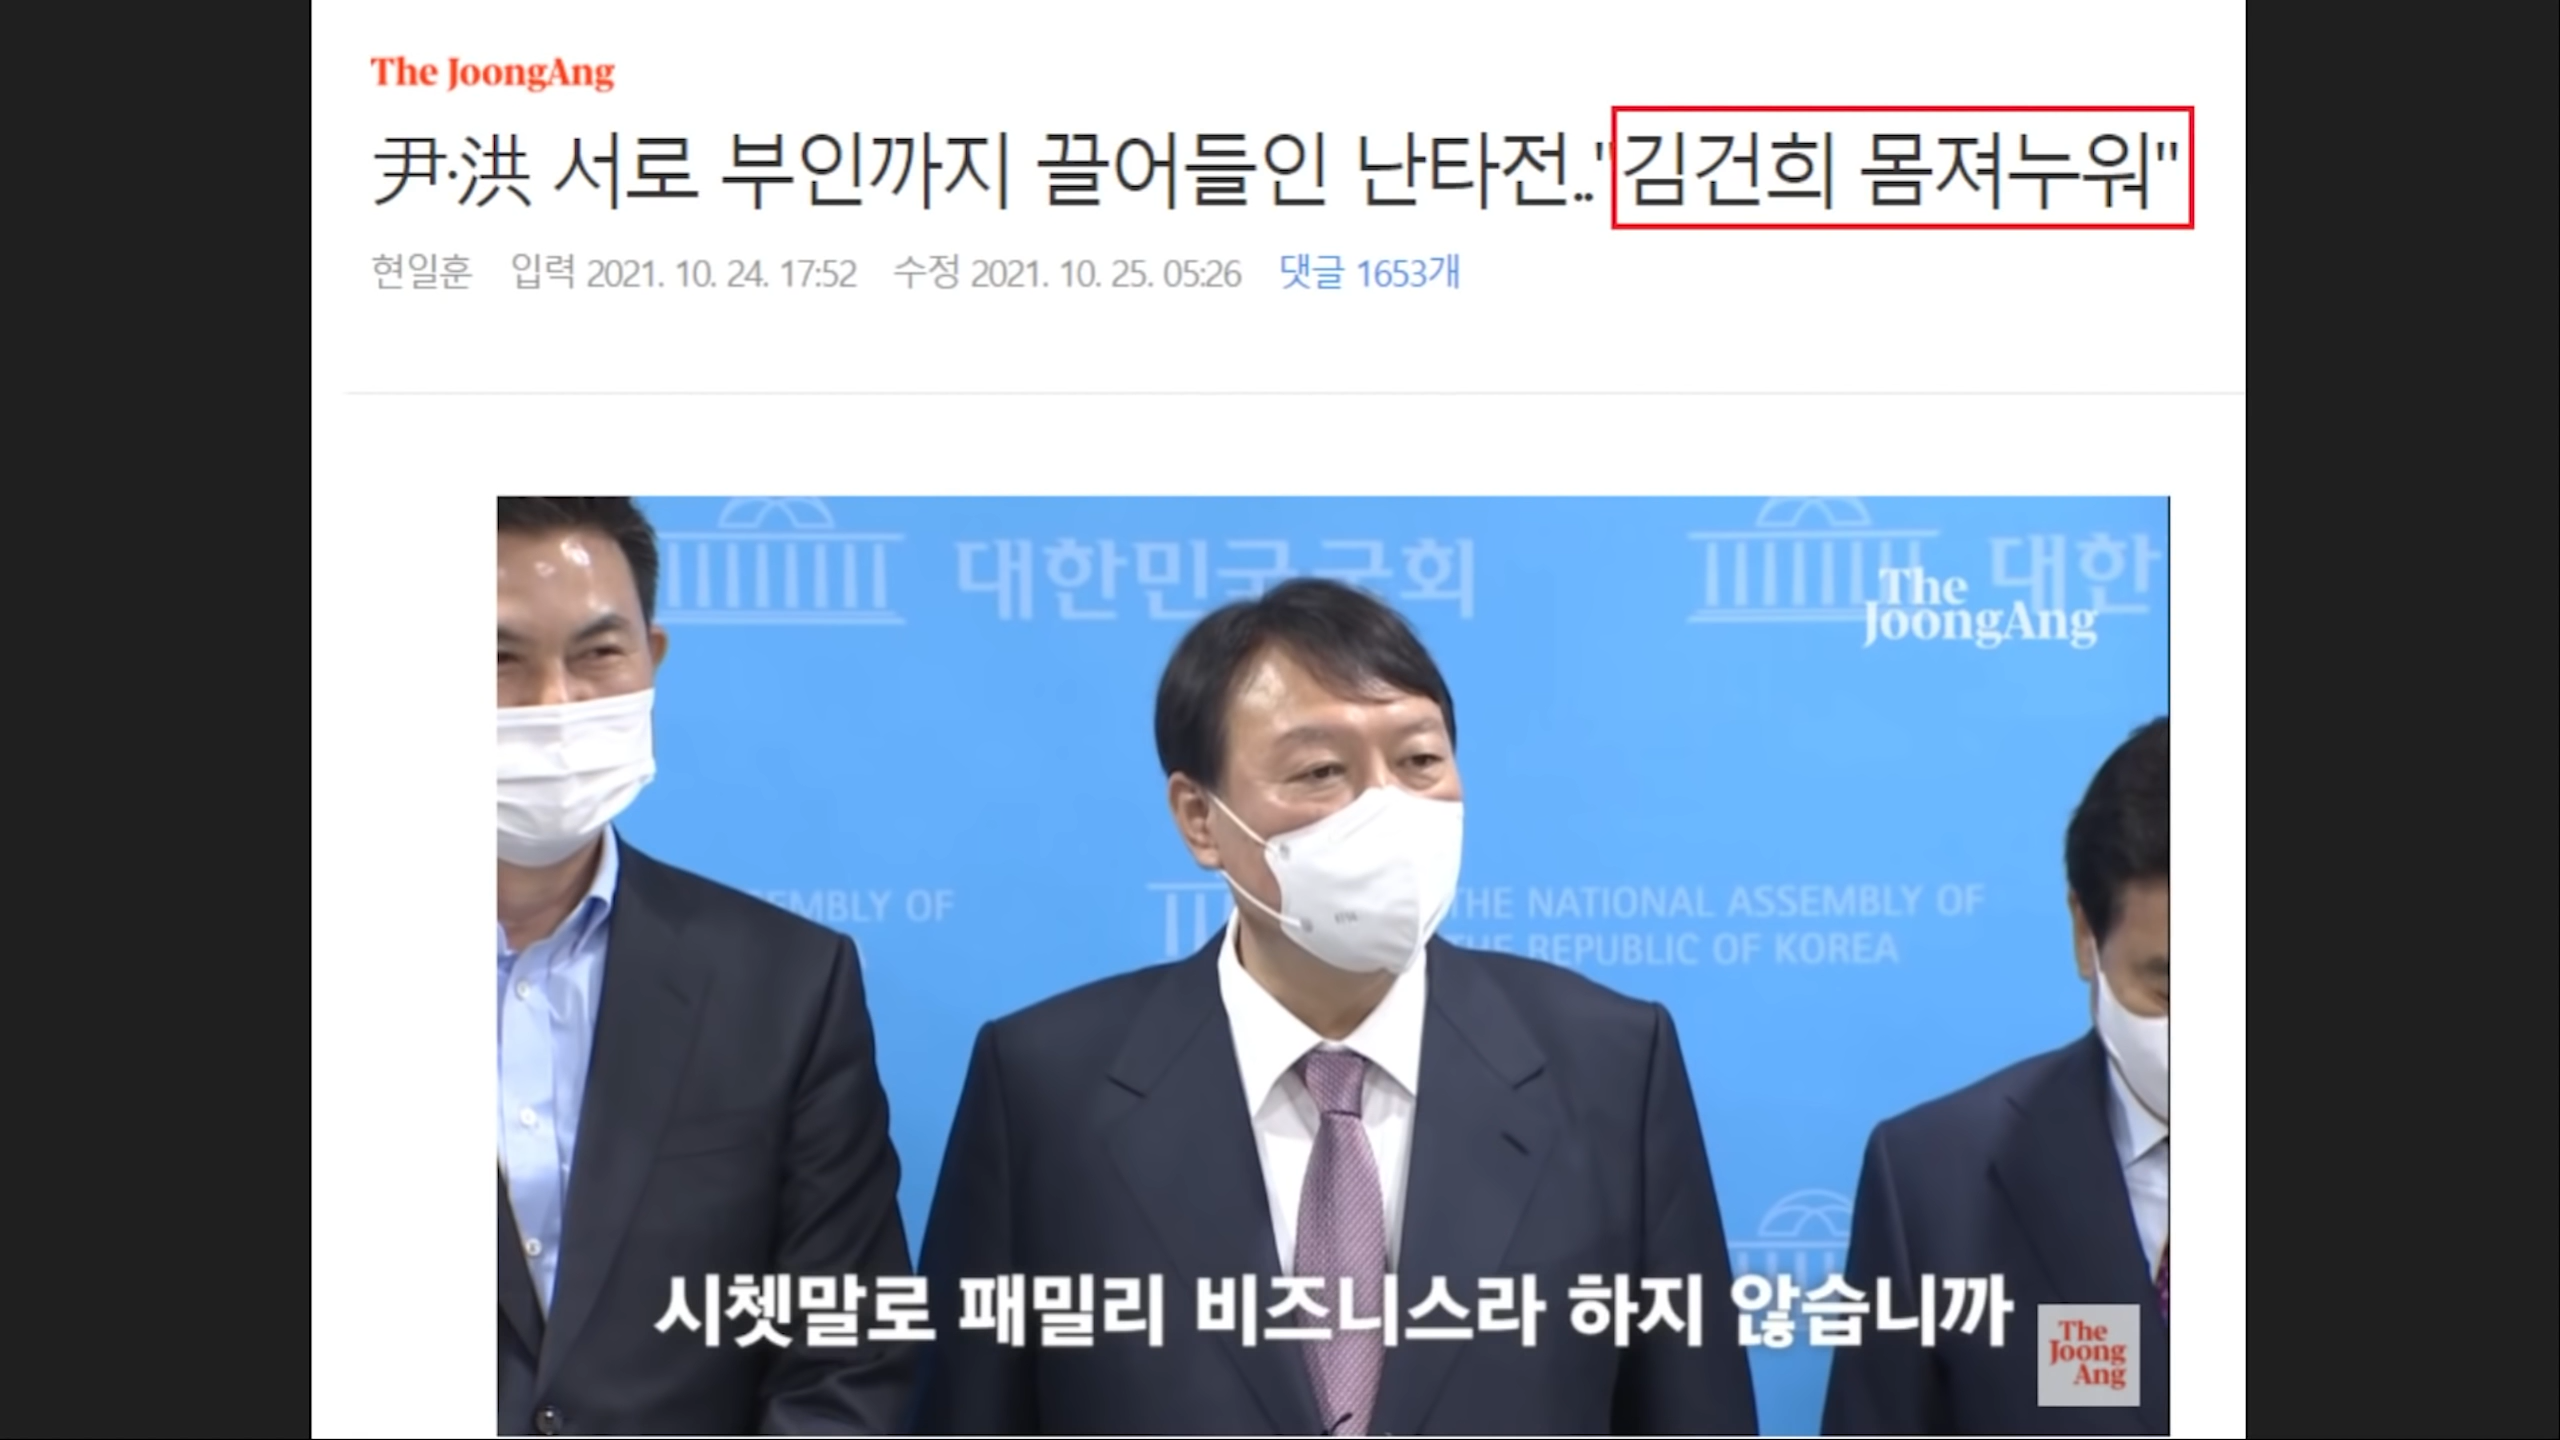 The JoongAng
尹·洪 서로 부인까지 끌어들인 난타전.."김건희 몸져누워"
현일훈 입력 2021. 10. 24. 17:52 수정 2021. 10. 25. 05:26 댓글 1653개
대한민국국회
대한
The
JoongAng
EMBLY OF
THE NATIONAL ASSEMBLY OF
THE REPUBLIC OF KOREA
시쳇말로 패밀리 비즈니스라 하지 않습니까
The
Joong
Ang